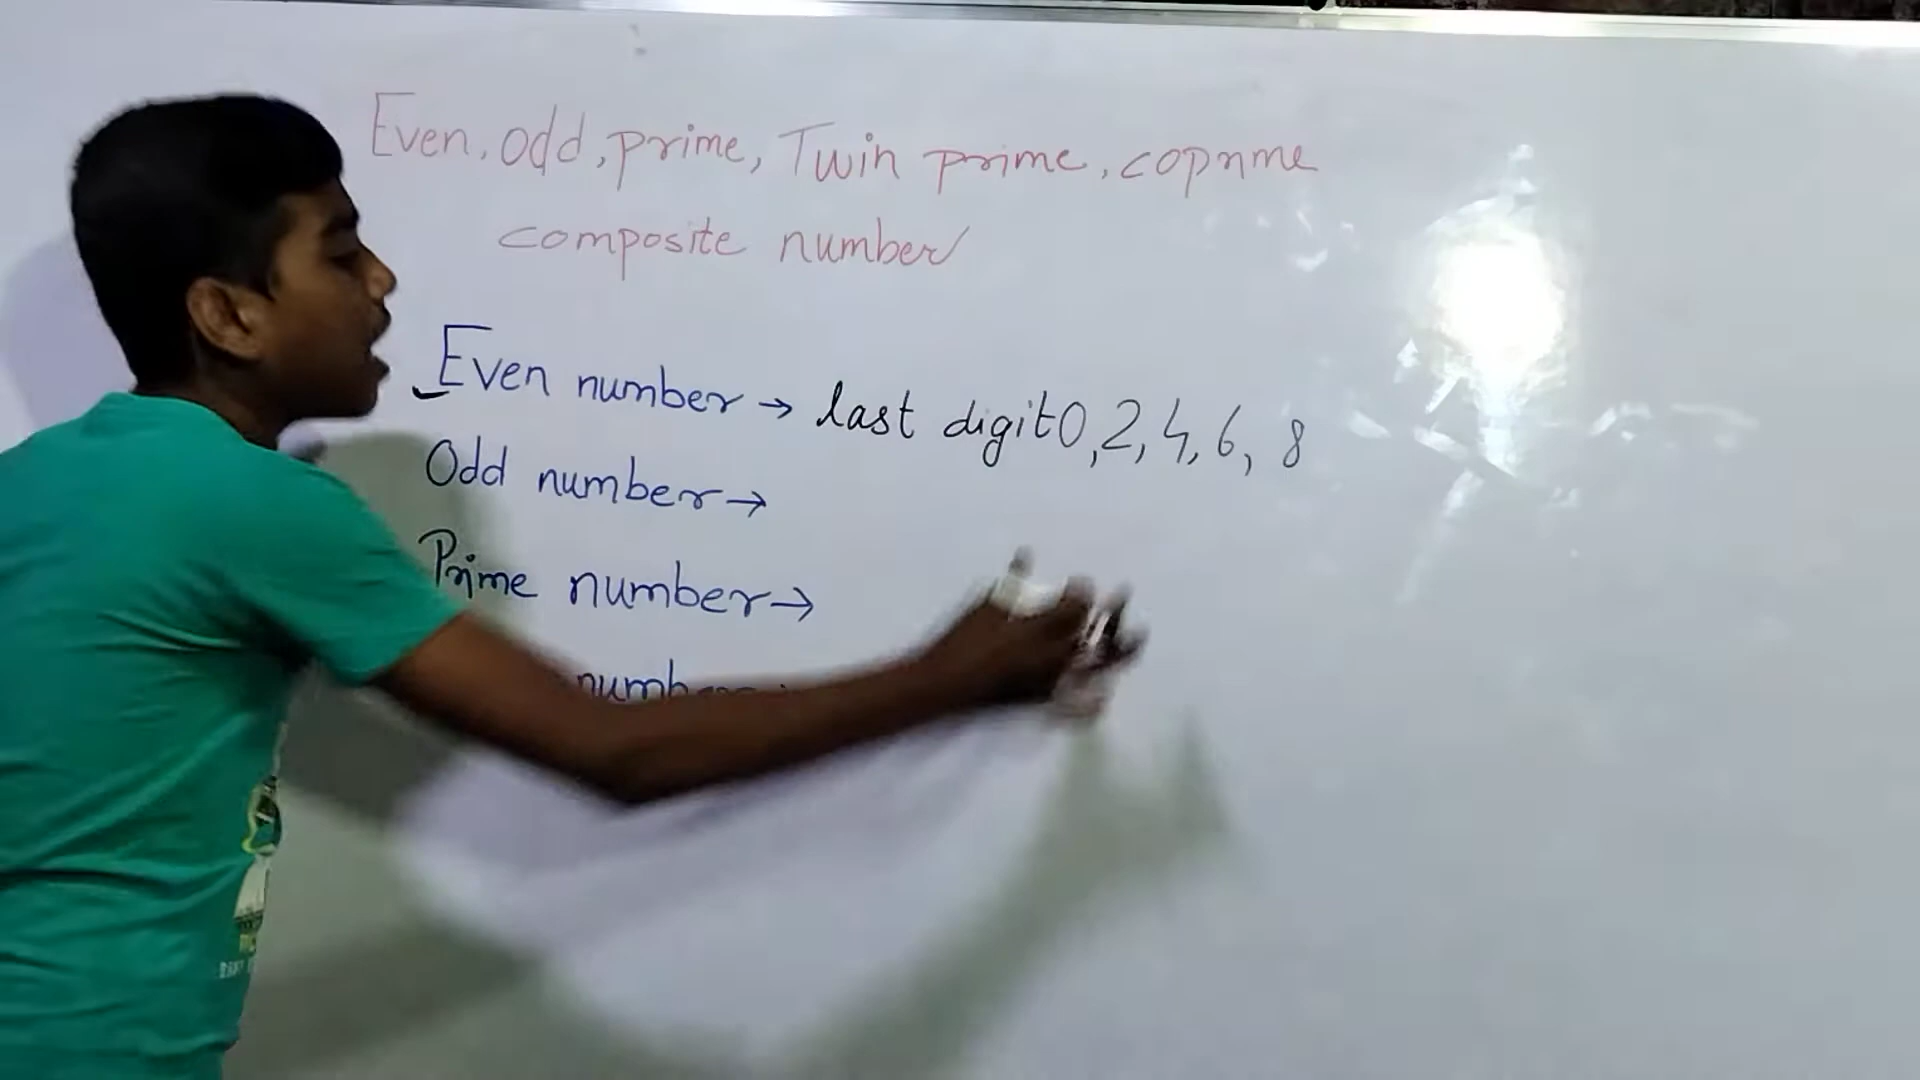 Even, odd, prime, Twin prime, coprime
composite number
Even number → last digit 0, 2, 4, 6, 8
Odd number →
Prime number →
number